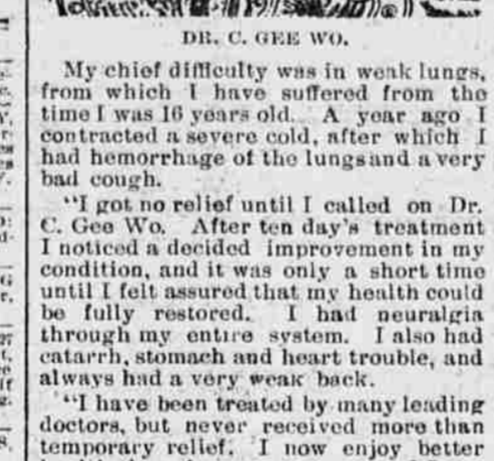 DR. C. GEE WO.
My chief difficulty was in weak lungs,
from which I have suffered from the
time I was 16 years old. A year ago I
contracted a severe cold, after which I
had hemorrhage of the lungs and a very
bad cough.
"I got no relief until I called on Dr.
C. Gee Wo. After ten day's treatment
I noticed a decided improvement in my
condition, and it was only a short time
until I felt assured that my health could
be fully restored. I had neuralgia
through my entire system. I also had
catarrh, stomach and heart trouble, and
always had a very weak back.
"I have been treated by many leading
doctors, but never received more than
temporary relief. I now enjoy better